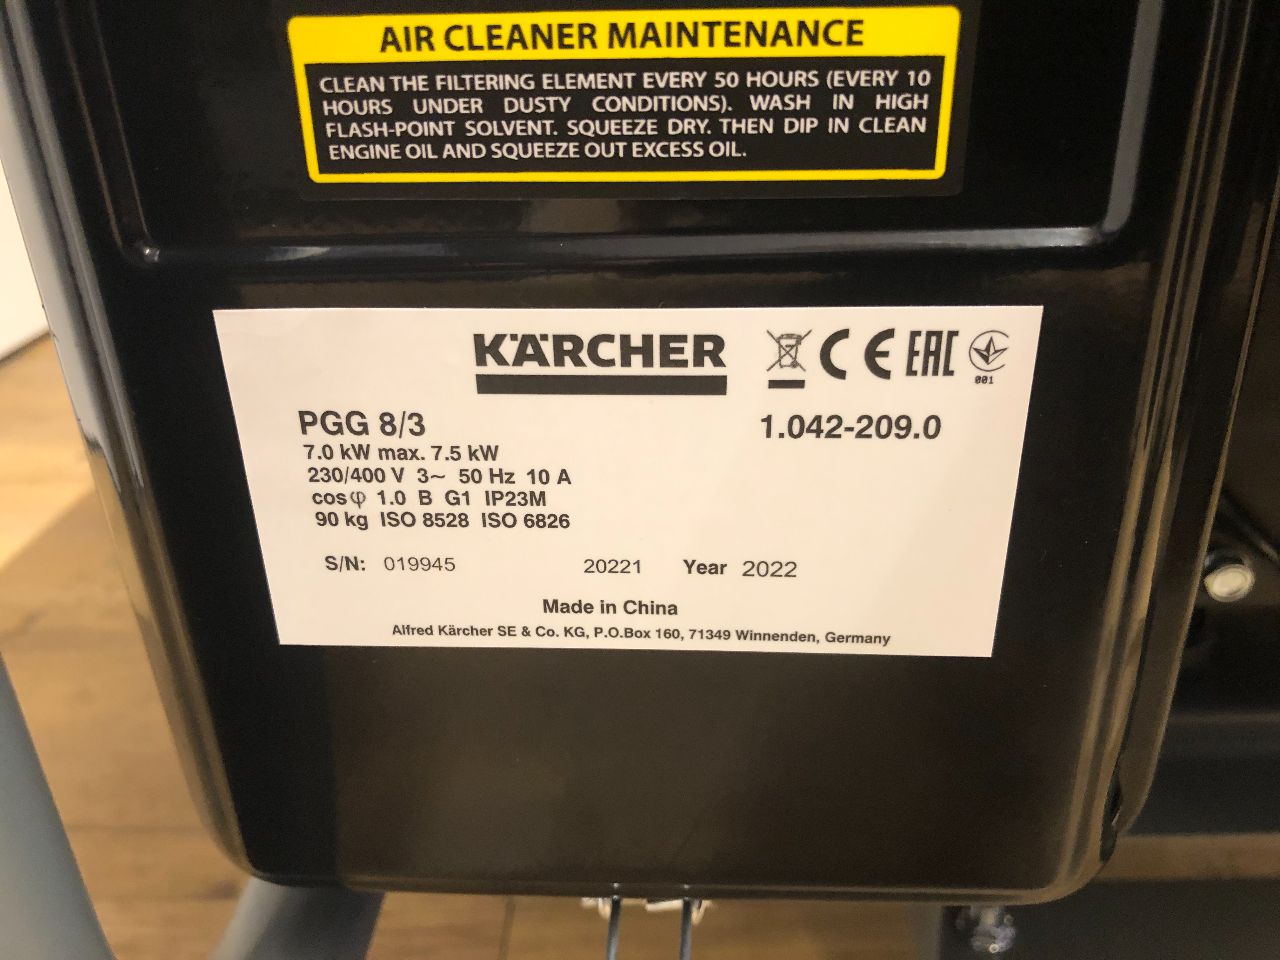 AIR CLEANER MAINTENANCE
CLEAN THE FILTERING ELEMENT EVERY 50 HOURS (EVERY 10
HOURS UNDER DUSTY CONDITIONS). WASH IN HIGH
FLASH-POINT SOLVENT. SQUEEZE DRY. THEN DIP IN CLEAN
ENGINE OIL AND SQUEEZE OUT EXCESS OIL.
KÄRCHER CE EAC
001
PGG 8/3 1.042-209.0
7.0 kW max. 7.5 kW
230/400 V 3~ 50 Hz 10 A
cos φ 1.0 B G1 IP23M
90 kg ISO 8528 ISO 6826
S/N: 019945 20221 Year 2022
Made in China
Alfred Kärcher SE & Co. KG, P.O.Box 160, 71349 Winnenden, Germany